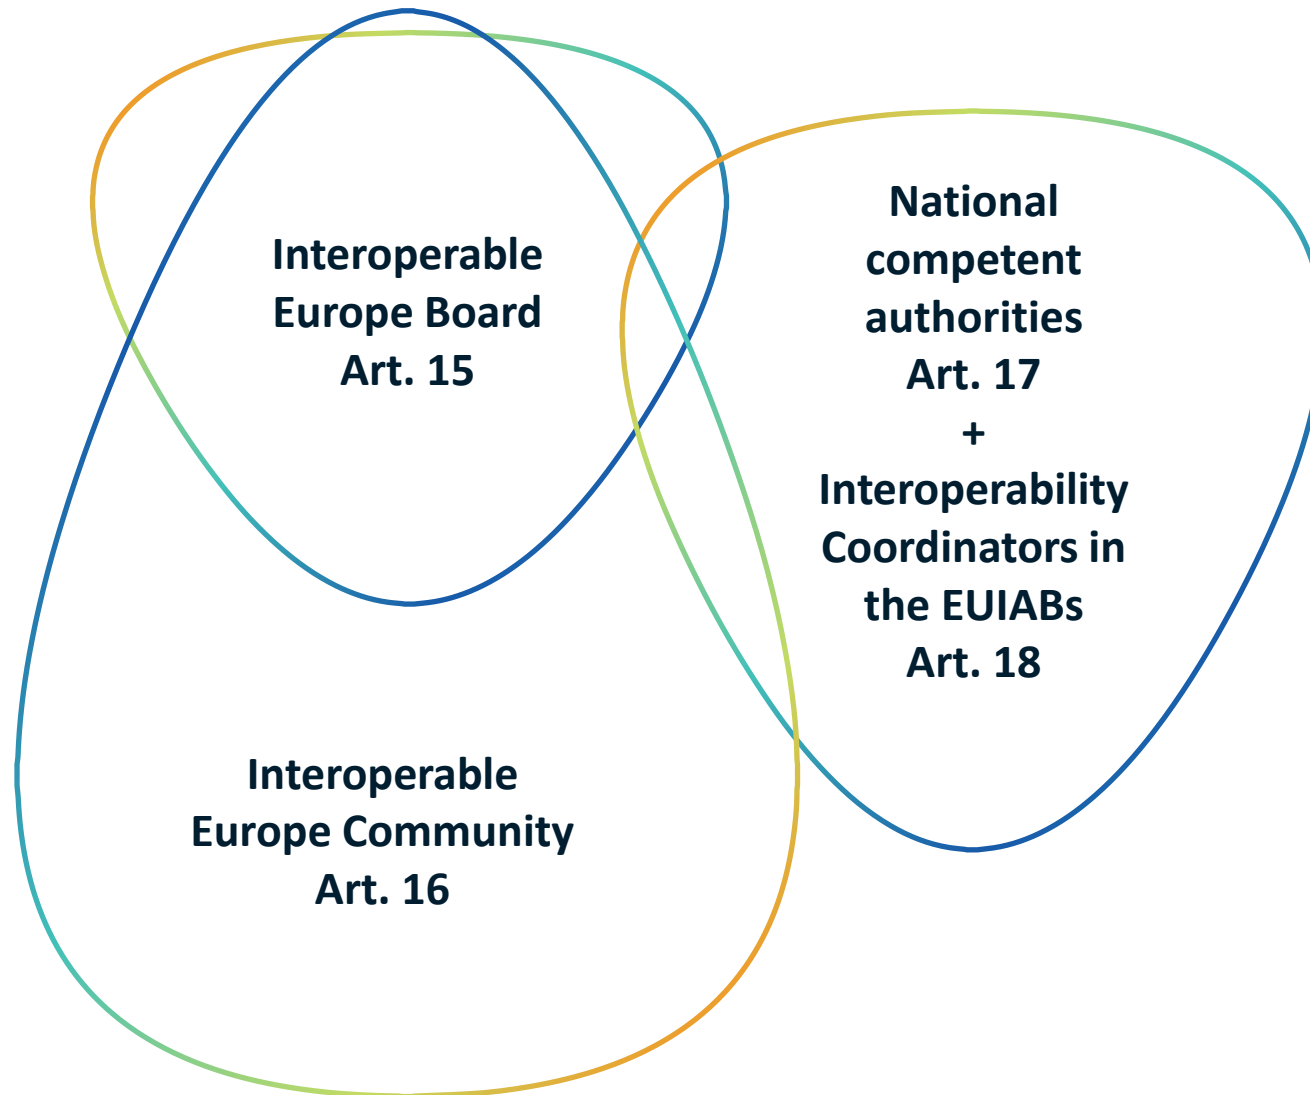 Interoperable
Europe Board
Art. 15
National
competent
authorities
Art. 17
+
Interoperability
Coordinators in
the EUIABs
Art. 18
Interoperable
Europe Community
Art. 16